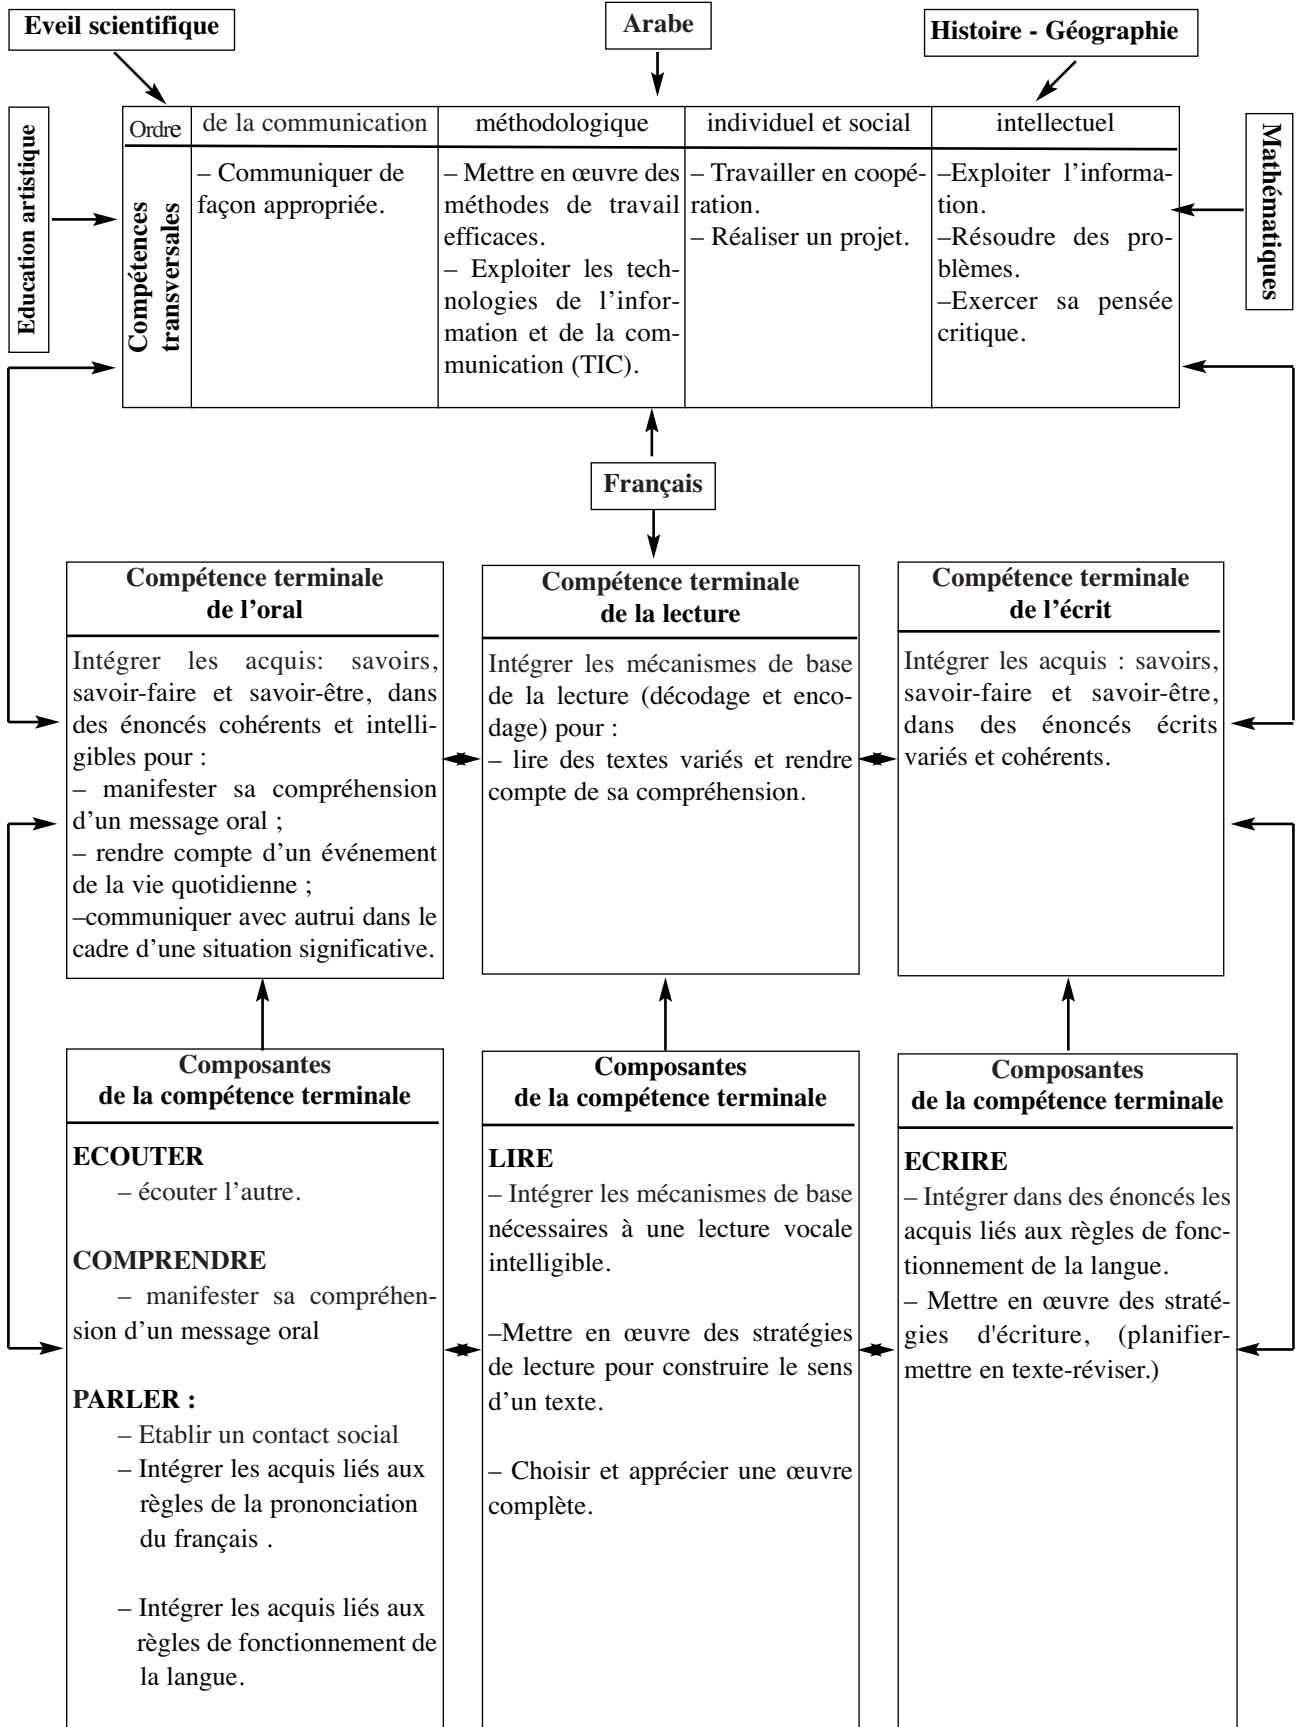 Eveil scientifique
Arabe
Histoire - Géographie
Education artistique
Mathématiques
Ordre
de la communication
méthodologique
individuel et social
intellectuel
Compétences
transversales
– Communiquer de
façon appropriée.
– Mettre en œuvre des
méthodes de travail
efficaces.
– Exploiter les tech-
nologies de l'infor-
mation et de la com-
munication (TIC).
– Travailler en coopé-
ration.
– Réaliser un projet.
–Exploiter l'informa-
tion.
–Résoudre des pro-
blèmes.
–Exercer sa pensée
critique.
Français
Compétence terminale
de l'oral
Intégrer les acquis: savoirs,
savoir-faire et savoir-être, dans
des énoncés cohérents et intelli-
gibles pour :
– manifester sa compréhension
d'un message oral ;
– rendre compte d'un événement
de la vie quotidienne ;
–communiquer avec autrui dans le
cadre d'une situation significative.
Compétence terminale
de la lecture
Intégrer les mécanismes de base
de la lecture (décodage et enco-
dage) pour :
– lire des textes variés et rendre
compte de sa compréhension.
Compétence terminale
de l'écrit
Intégrer les acquis : savoirs,
savoir-faire et savoir-être,
dans des énoncés écrits
variés et cohérents.
Composantes
de la compétence terminale
ECOUTER
– écouter l'autre.
COMPRENDRE
– manifester sa compréhen-
sion d'un message oral
PARLER :
– Etablir un contact social
– Intégrer les acquis liés aux
règles de la prononciation
du français .
– Intégrer les acquis liés aux
règles de fonctionnement de
la langue.
Composantes
de la compétence terminale
LIRE
– Intégrer les mécanismes de base
nécessaires à une lecture vocale
intelligible.
–Mettre en œuvre des stratégies
de lecture pour construire le sens
d'un texte.
– Choisir et apprécier une œuvre
complète.
Composantes
de la compétence terminale
ECRIRE
– Intégrer dans des énoncés les
acquis liés aux règles de fonc-
tionnement de la langue.
– Mettre en œuvre des straté-
gies d'écriture, (planifier-
mettre en texte-réviser.)